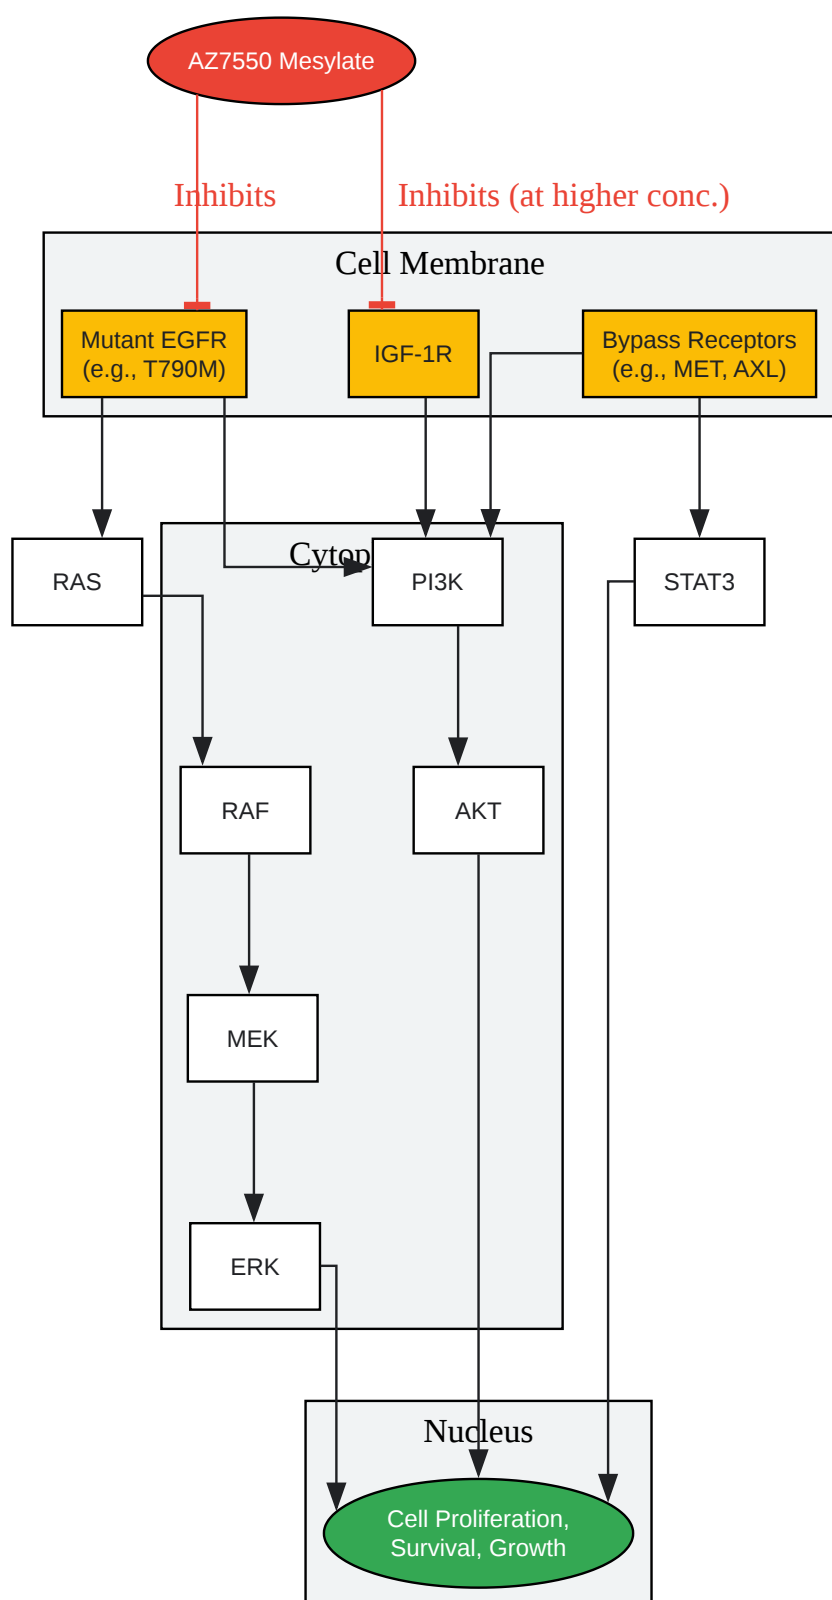 AZ7550 Mesylate
Inhibits
Inhibits (at higher conc.)
Cell Membrane
Mutant EGFR
(e.g., T790M)
IGF-1R
Bypass Receptors
(e.g., MET, AXL)
Cytop
RAS
PI3K
STAT3
RAF
AKT
MEK
ERK
Nucleus
Cell Proliferation,
Survival, Growth